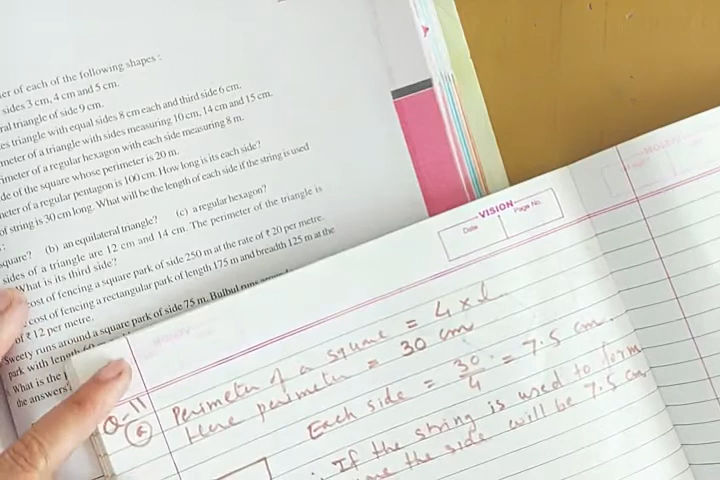 er of each of the following shapes :
sides 3 cm, 4 cm and 5 cm.
ral triangle of side 9 cm.
es triangle with equal sides 8 cm each and third side 6 cm.
meter of a triangle with sides measuring 10 cm, 14 cm and 15 cm.
imeter of a regular hexagon with each side measuring 8 m.
de of the square whose perimeter is 20 m.
meter of a regular pentagon is 100 cm. How long is its each side?
of string is 30 cm long. What will be the length of each side if the string is used
:
square? (b) an equilateral triangle? (c) a regular hexagon?
sides of a triangle are 12 cm and 14 cm. The perimeter of the triangle is
What is its third side?
cost of fencing a square park of side 250 m at the rate of ₹ 20 per metre.
cost of fencing a rectangular park of length 175 m and breadth 125 m at the
of ₹ 12 per metre.
Sweety runs around a square park of side 75 m. Bulbul runs
park with length
What is the
the answers
VISION
Date Page No.
Q-11
(a) Perimeter of a square = 4 × l
Here perimeter = 30 cm
Each side = 30/4 = 7.5 cm.
If the string is used to form
the side will be 7.5 cm